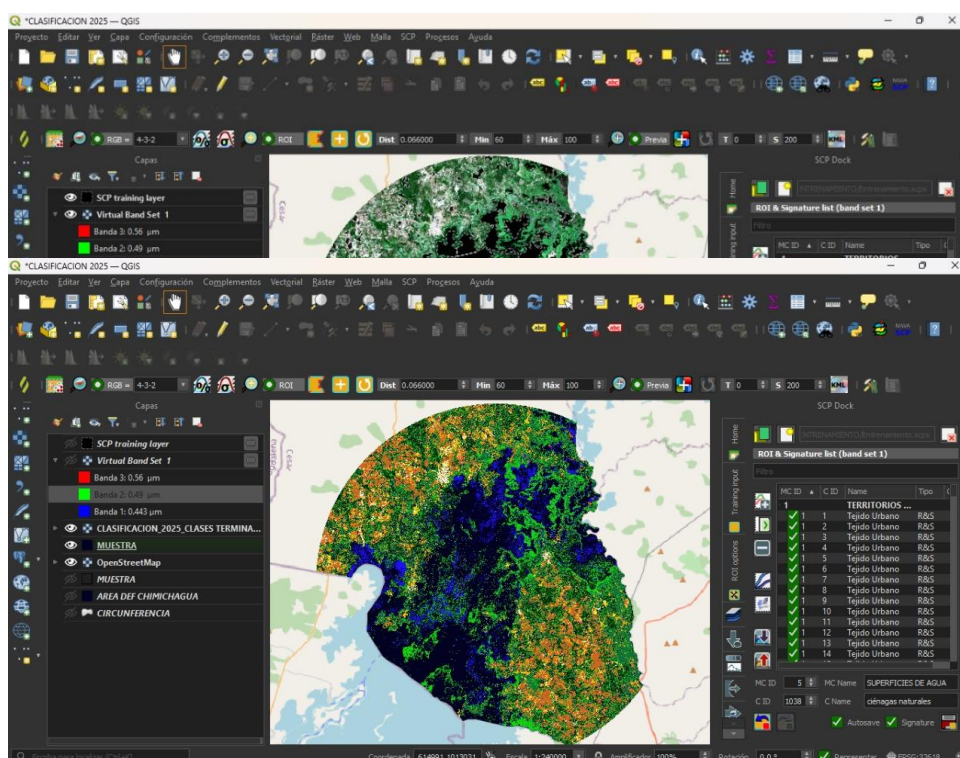 *CLASIFICACION 2025 — QGIS
Proyecto Editar Ver Capa Configuración Complementos Vectorial Ráster Web Malla SCP Procesos Ayuda
RGB = 4-3-2 ROI Dist 0.066000 Min 60 Máx 100 Previa T 0 S 200 KML
Capas
SCP Dock
SCP training layer
Virtual Band Set 1
Banda 3: 0.56 µm
Banda 2: 0.49 µm
Cesar
Home
ROI & Signature list (band set 1)
Filtro
MC ID C ID Name Tipo
*CLASIFICACION 2025 — QGIS
Proyecto Editar Ver Capa Configuración Complementos Vectorial Ráster Web Malla SCP Procesos Ayuda
RGB = 4-3-2 ROI Dist 0.066000 Min 60 Máx 100 Previa T 0 S 200 KML
Capas
SCP Dock
SCP training layer
Virtual Band Set 1
Banda 3: 0.56 µm
Banda 2: 0.49 µm
Banda 1: 0.443 µm
CLASIFICACION_2025_CLASES TERMINA...
MUESTRA
OpenStreetMap
MUESTRA
AREA DEF CHIMICHAGUA
CIRCUNFERENCIA
Cesar
Home
Training input
ROI options
ROI & Signature list (band set 1)
Filtro
MC ID C ID Name Tipo
1 TERRITORIOS ...
1 1 Tejido Urbano R&S
1 2 Tejido Urbano R&S
1 3 Tejido Urbano R&S
1 4 Tejido Urbano R&S
1 5 Tejido Urbano R&S
1 6 Tejido Urbano R&S
1 7 Tejido Urbano R&S
1 8 Tejido Urbano R&S
1 9 Tejido Urbano R&S
1 10 Tejido Urbano R&S
1 11 Tejido Urbano R&S
1 12 Tejido Urbano R&S
1 13 Tejido Urbano R&S
1 14 Tejido Urbano R&S
MC ID 5 MC Name SUPERFICIES DE AGUA
C ID 1038 C Name ciénagas naturales
Autosave Signature
Coordenada 614991,1013031 Escala 1:240000 Amplificador 100% Rotación 0,0 ° Representar EPSG:32618